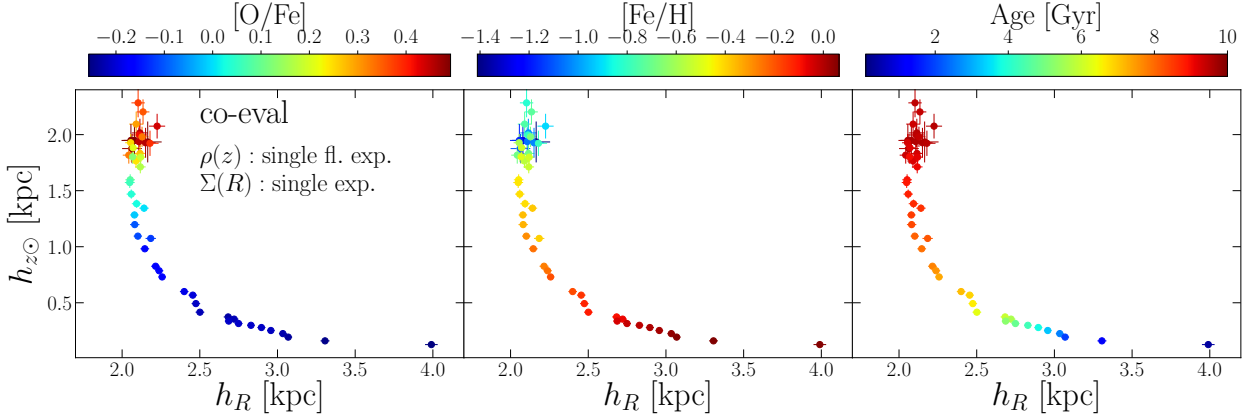 [O/Fe] [Fe/H] Age [Gyr]
−0.2 −0.1 0.0 0.1 0.2 0.3 0.4 −1.4 −1.2 −1.0 −0.8 −0.6 −0.4 −0.2 0.0 2 4 6 8 10
co-eval
ρ(z) : single fl. exp.
Σ(R) : single exp.
h_{z⊙} [kpc]
2.0
1.5
1.0
0.5
2.0 2.5 3.0 3.5 4.0 2.0 2.5 3.0 3.5 4.0 2.0 2.5 3.0 3.5 4.0
h_R [kpc] h_R [kpc] h_R [kpc]